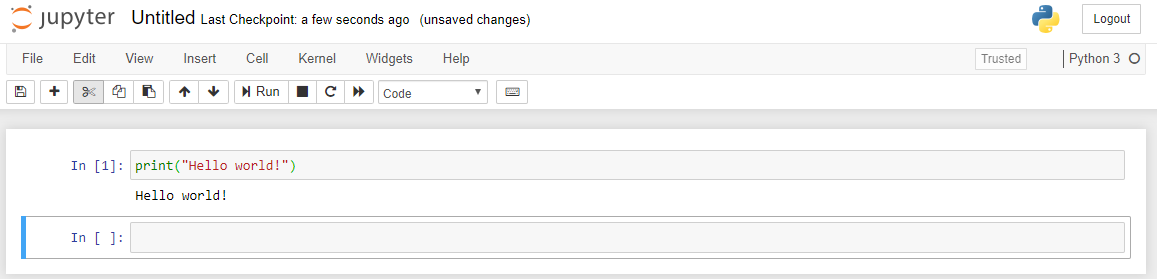 jupyter Untitled Last Checkpoint: a few seconds ago (unsaved changes) Logout
File Edit View Insert Cell Kernel Widgets Help Trusted Python 3
Run Code
In [1]: print("Hello world!")
Hello world!
In [ ]: